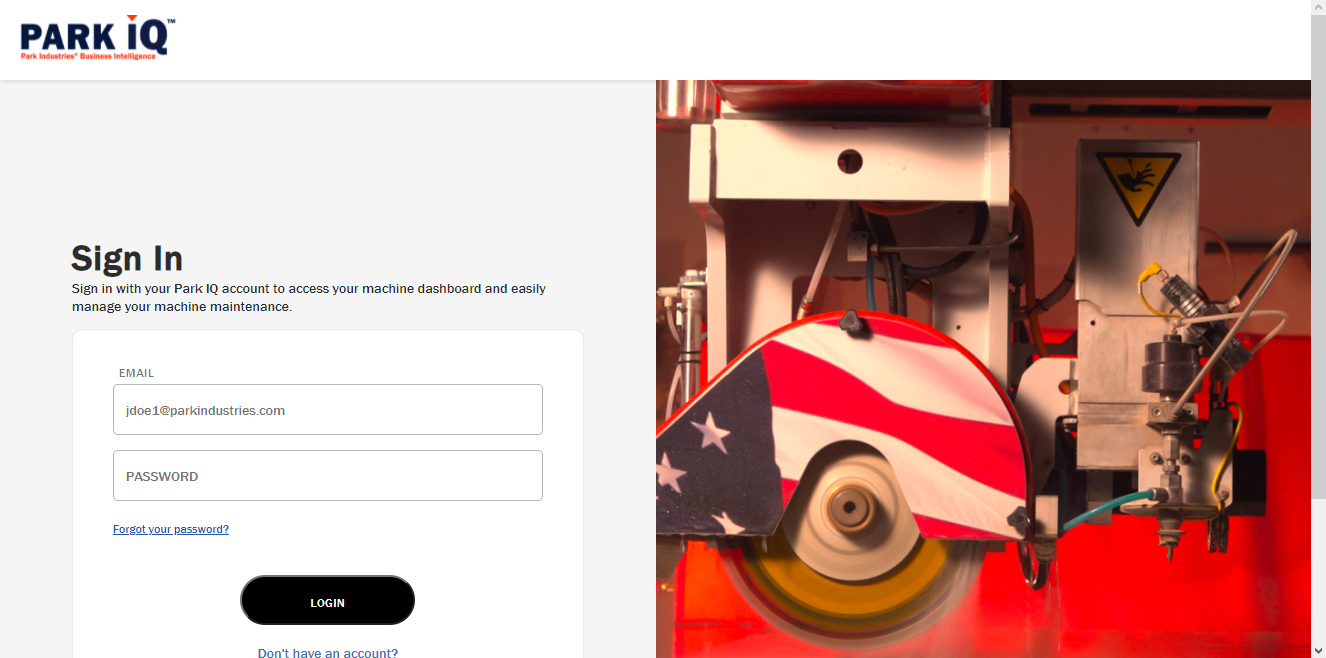 PARK IQ™
Park Industries® Business Intelligence
Sign In
Sign in with your Park IQ account to access your machine dashboard and easily
manage your machine maintenance.
EMAIL
jdoe1@parkindustries.com
PASSWORD
Forgot your password?
LOGIN
Don't have an account?